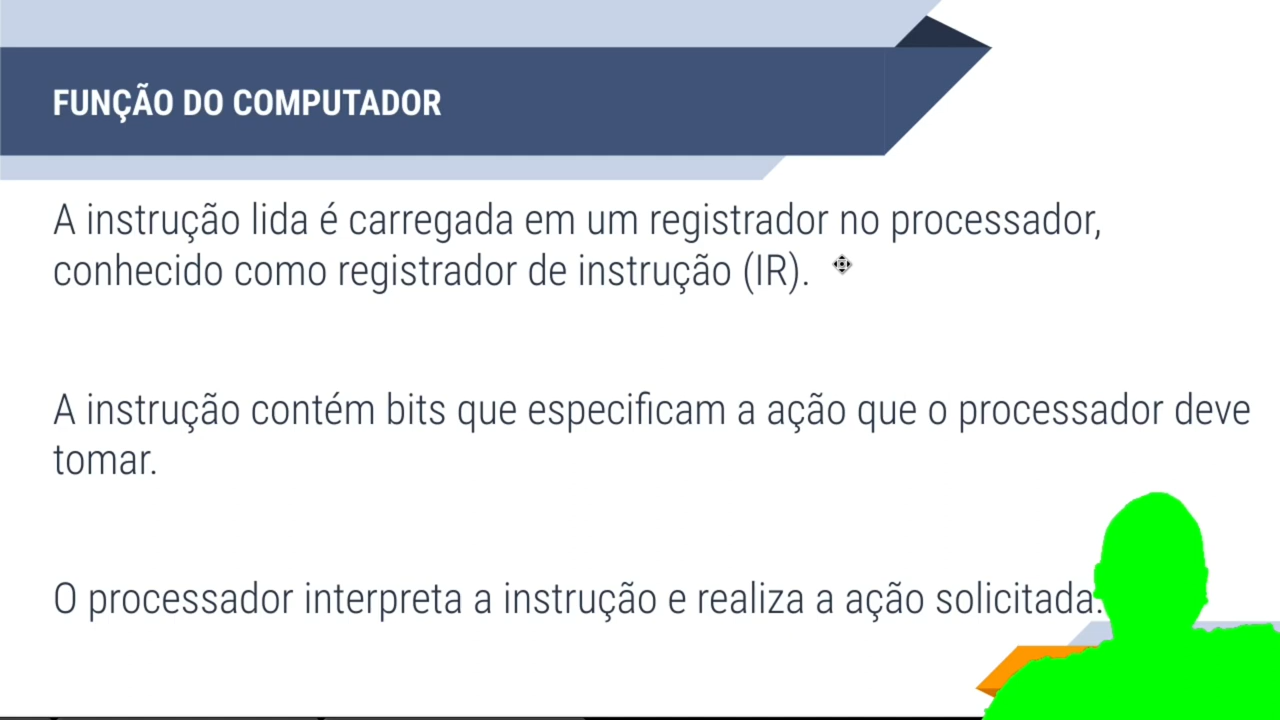 FUNÇÃO DO COMPUTADOR
A instrução lida é carregada em um registrador no processador,
conhecido como registrador de instrução (IR).
A instrução contém bits que especificam a ação que o processador deve
tomar.
O processador interpreta a instrução e realiza a ação solicitada.